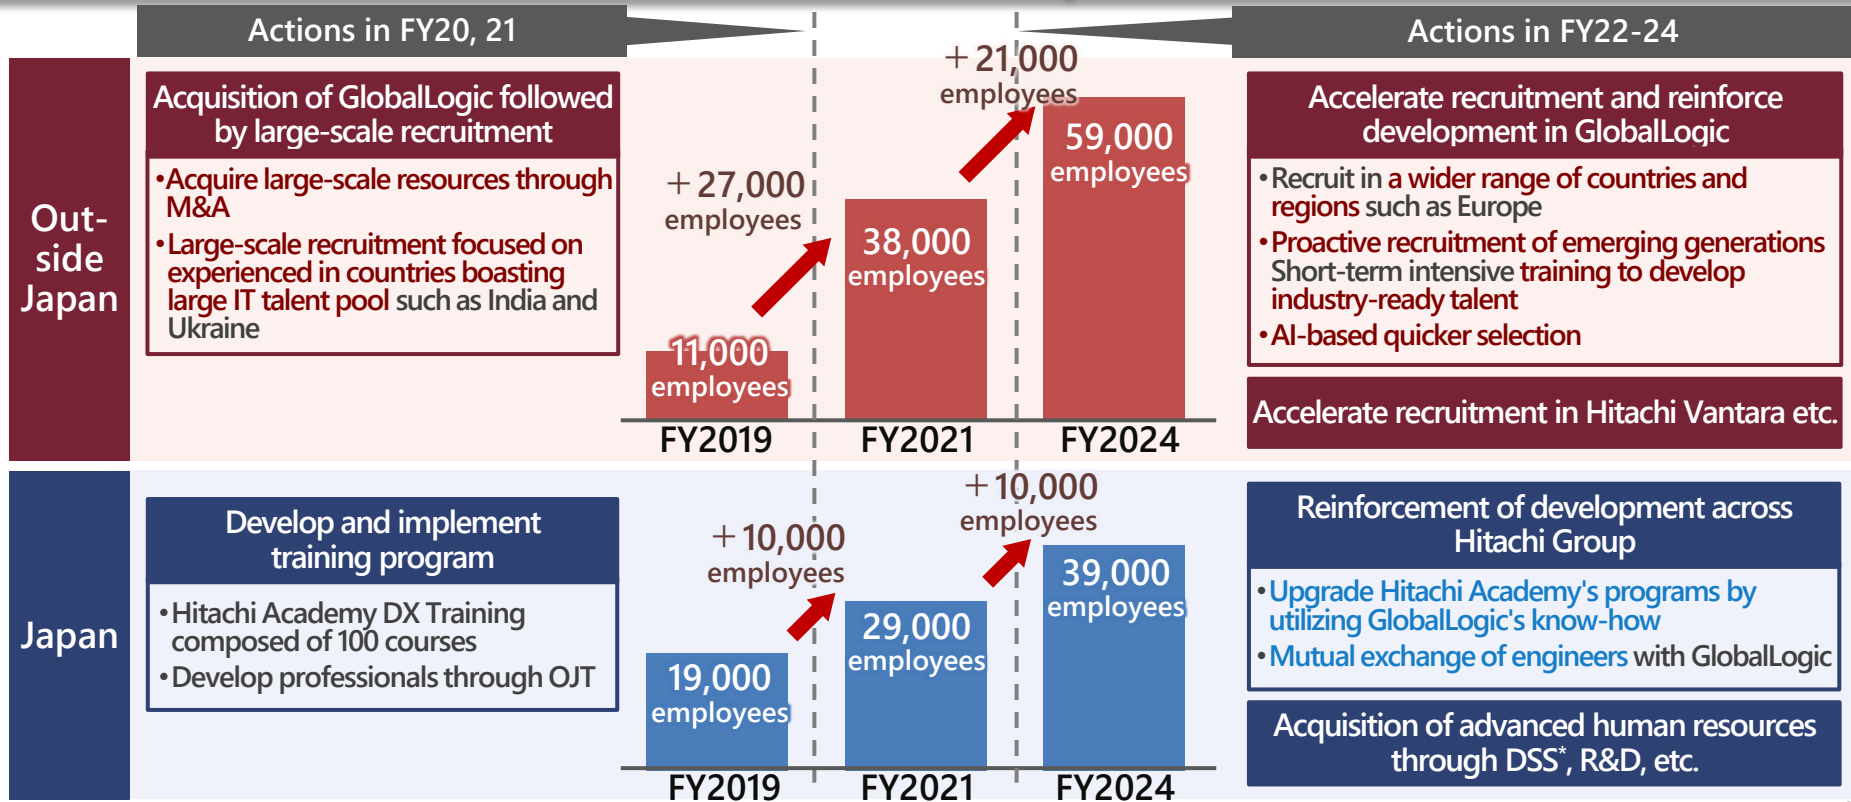 Actions in FY20, 21
Actions in FY22-24
Out-
side
Japan
Acquisition of GlobalLogic followed
by large-scale recruitment
•Acquire large-scale resources through
M&A
•Large-scale recruitment focused on
experienced in countries boasting
large IT talent pool such as India and
Ukraine
+27,000
employees
+21,000
employees
11,000
employees
38,000
employees
59,000
employees
FY2019
FY2021
FY2024
Accelerate recruitment and reinforce
development in GlobalLogic
•Recruit in a wider range of countries and
regions such as Europe
•Proactive recruitment of emerging generations
Short-term intensive training to develop
industry-ready talent
•AI-based quicker selection
Accelerate recruitment in Hitachi Vantara etc.
Japan
Develop and implement
training program
•Hitachi Academy DX Training
composed of 100 courses
•Develop professionals through OJT
+10,000
employees
+10,000
employees
19,000
employees
29,000
employees
39,000
employees
FY2019
FY2021
FY2024
Reinforcement of development across
Hitachi Group
•Upgrade Hitachi Academy's programs by
utilizing GlobalLogic's know-how
•Mutual exchange of engineers with GlobalLogic
Acquisition of advanced human resources
through DSS*, R&D, etc.